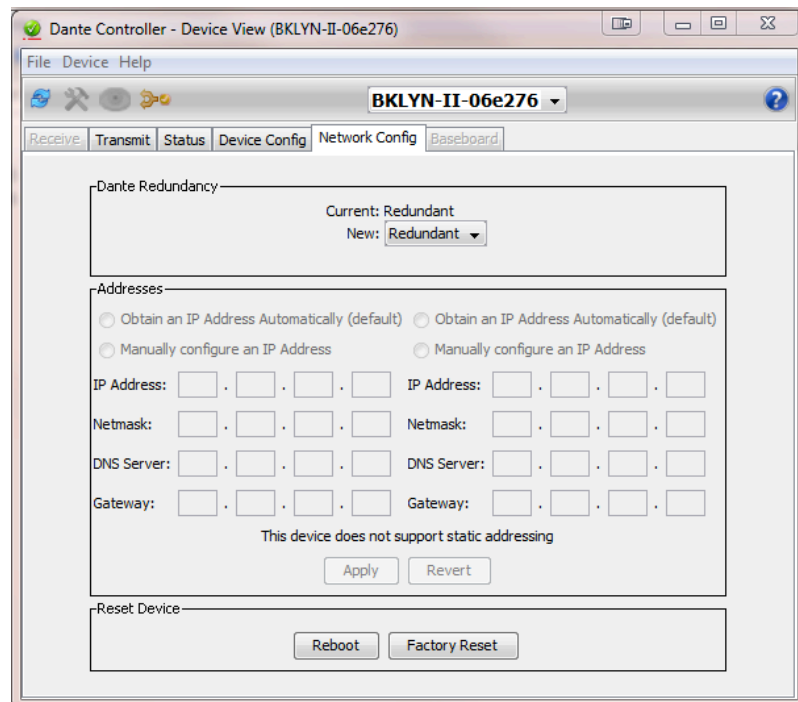 Dante Controller - Device View (BKLYN-II-06e276)
File Device Help
BKLYN-II-06e276
?
Receive Transmit Status Device Config Network Config Baseboard
Dante Redundancy
Current: Redundant
New: Redundant
Addresses
Obtain an IP Address Automatically (default) Obtain an IP Address Automatically (default)
Manually configure an IP Address Manually configure an IP Address
IP Address: . . . IP Address: . . .
Netmask: . . . Netmask: . . .
DNS Server: . . . DNS Server: . . .
Gateway: . . . Gateway: . . .
This device does not support static addressing
Apply Revert
Reset Device
Reboot Factory Reset